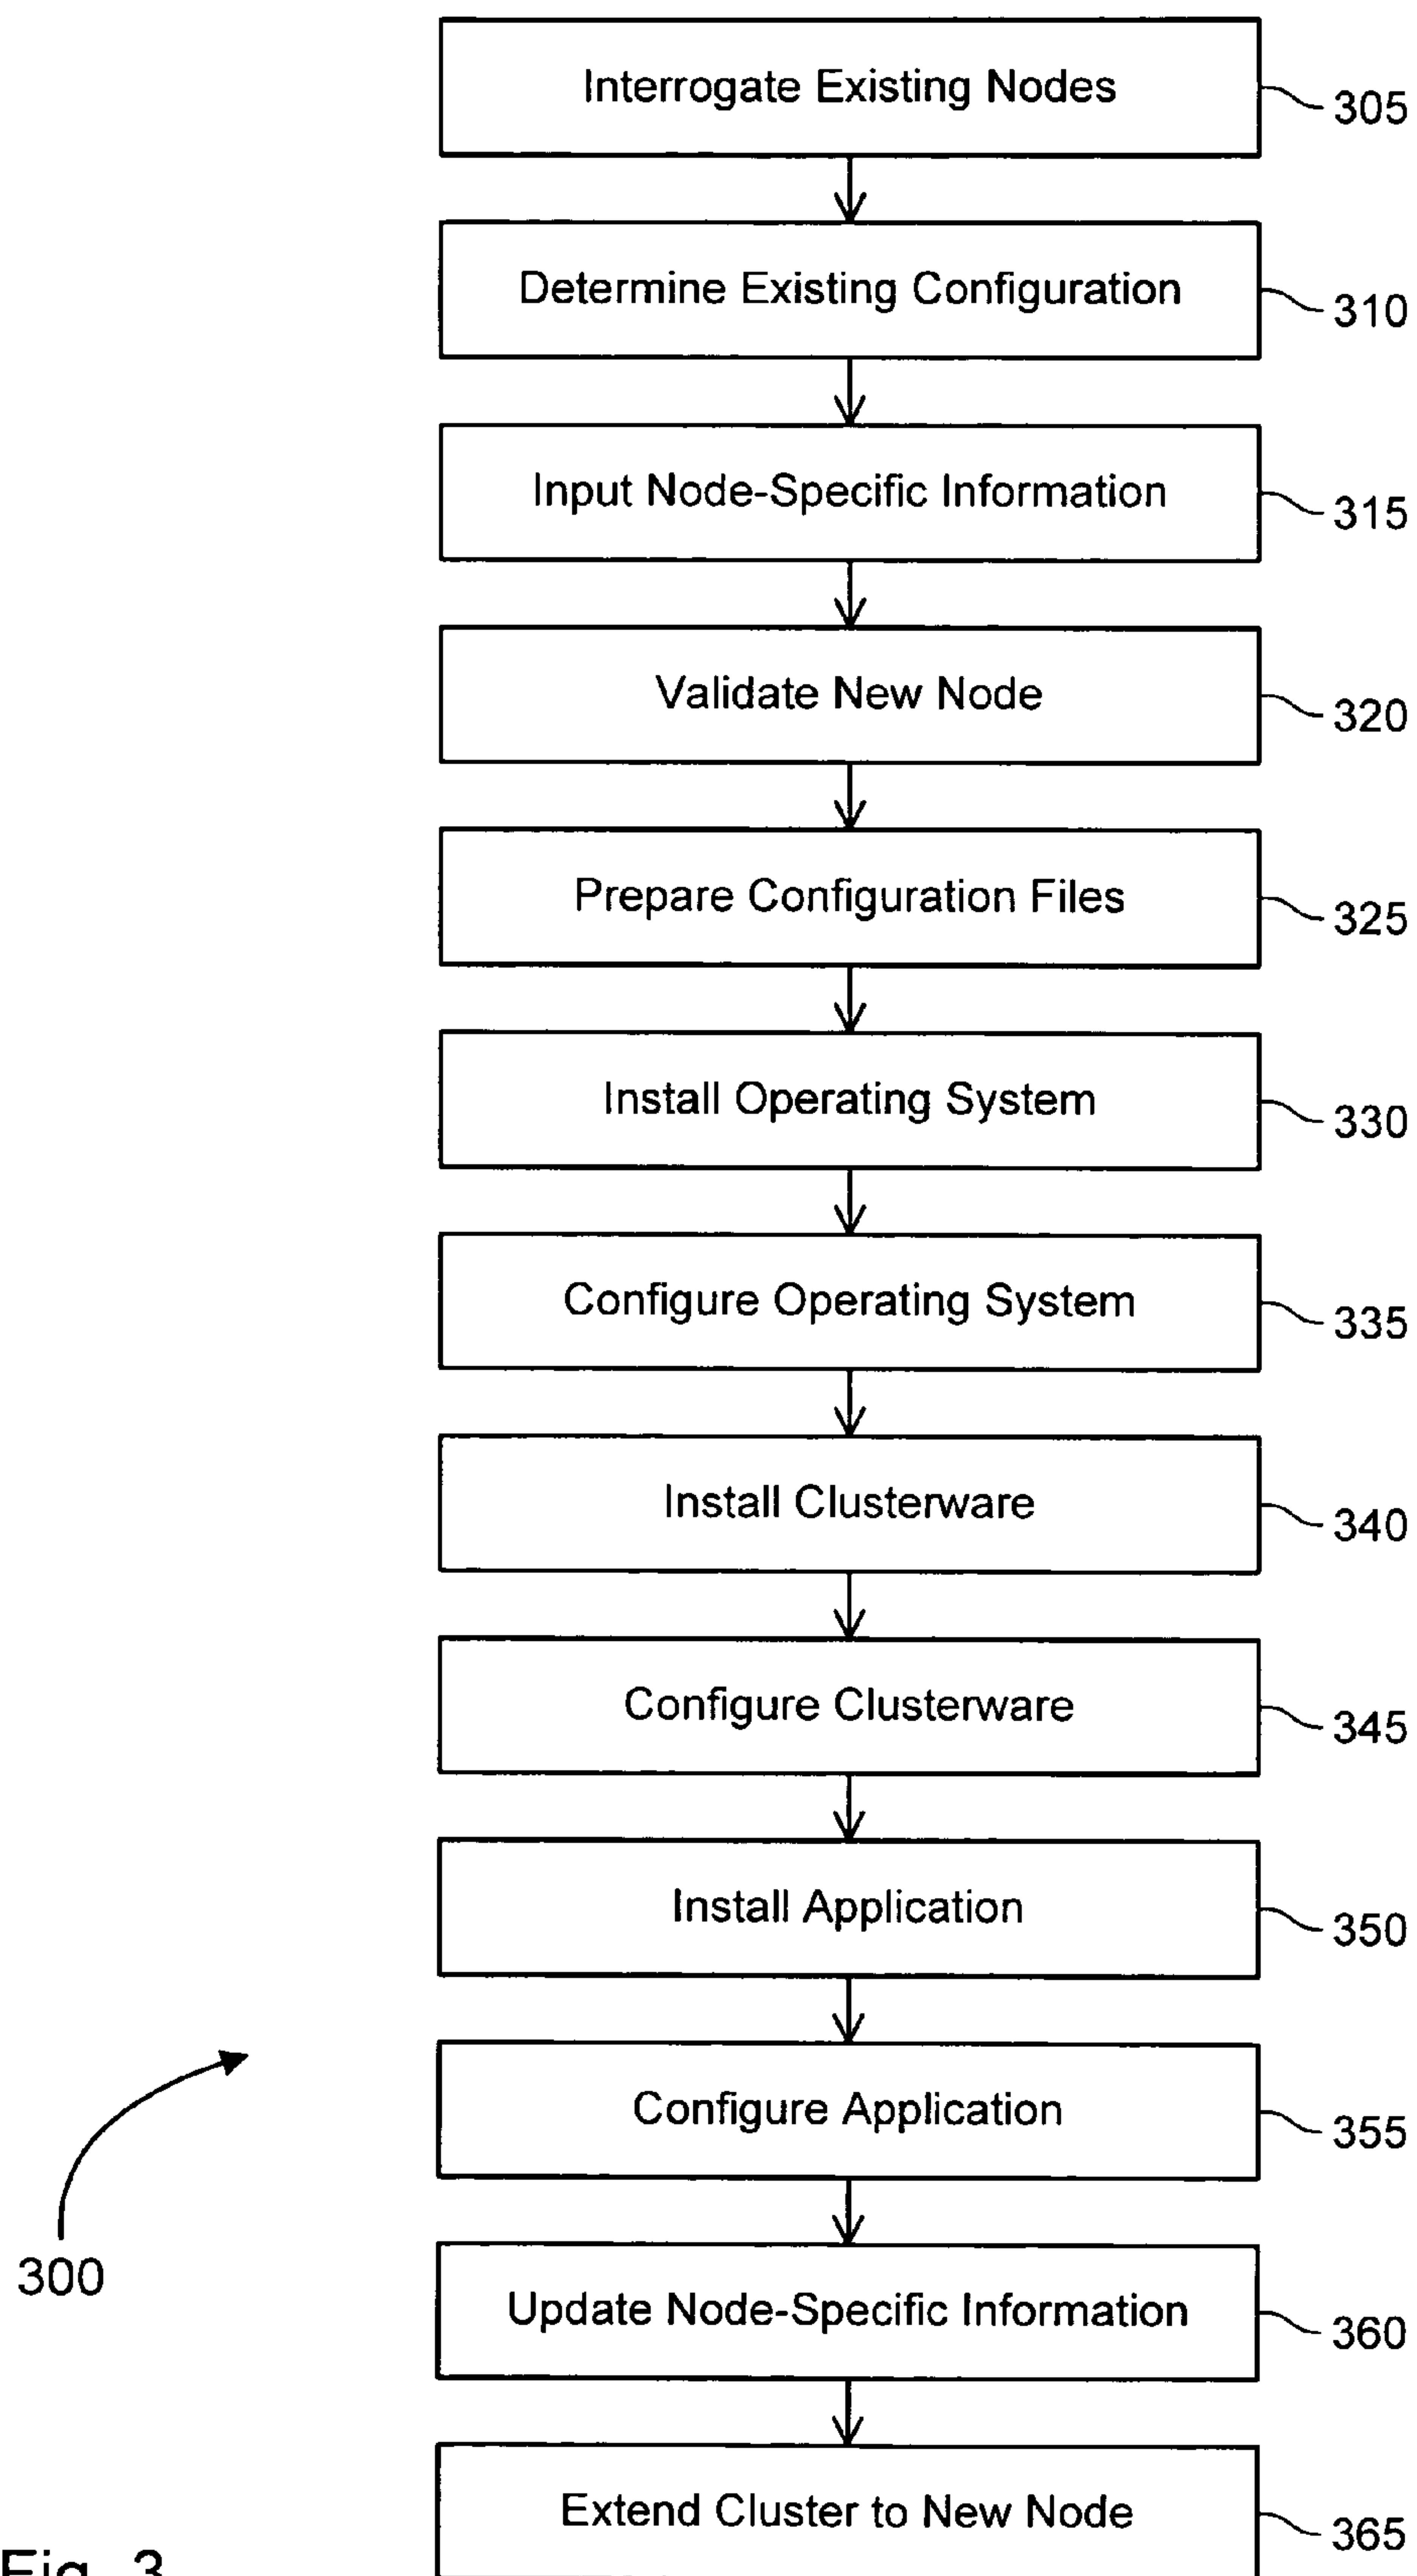 Interrogate Existing Nodes
305
Determine Existing Configuration
310
Input Node-Specific Information
315
Validate New Node
320
Prepare Configuration Files
325
Install Operating System
330
Configure Operating System
335
Install Clusterware
340
Configure Clusterware
345
Install Application
350
Configure Application
355
300
Update Node-Specific Information
360
Extend Cluster to New Node
365
Fig. 3